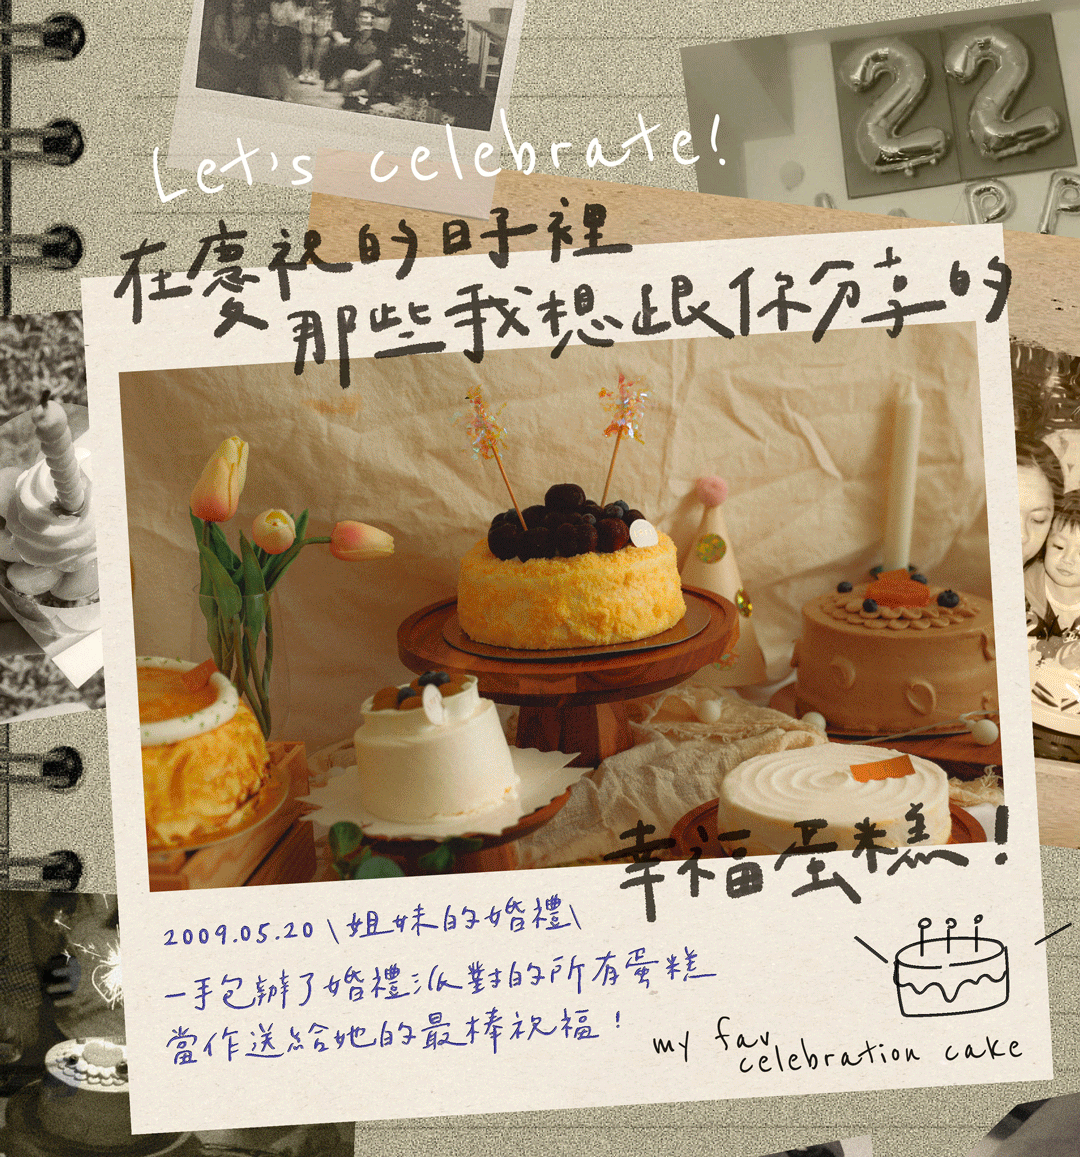 22
PP
Let's celebrate!
在慶祝的日子裡
那些我想跟你分享的
幸福蛋糕！
2009.05.20 \ 姐妹的婚禮 \
一手包辦了婚禮派對的所有蛋糕
當作送給她的最棒祝福！
my fav
celebration cake